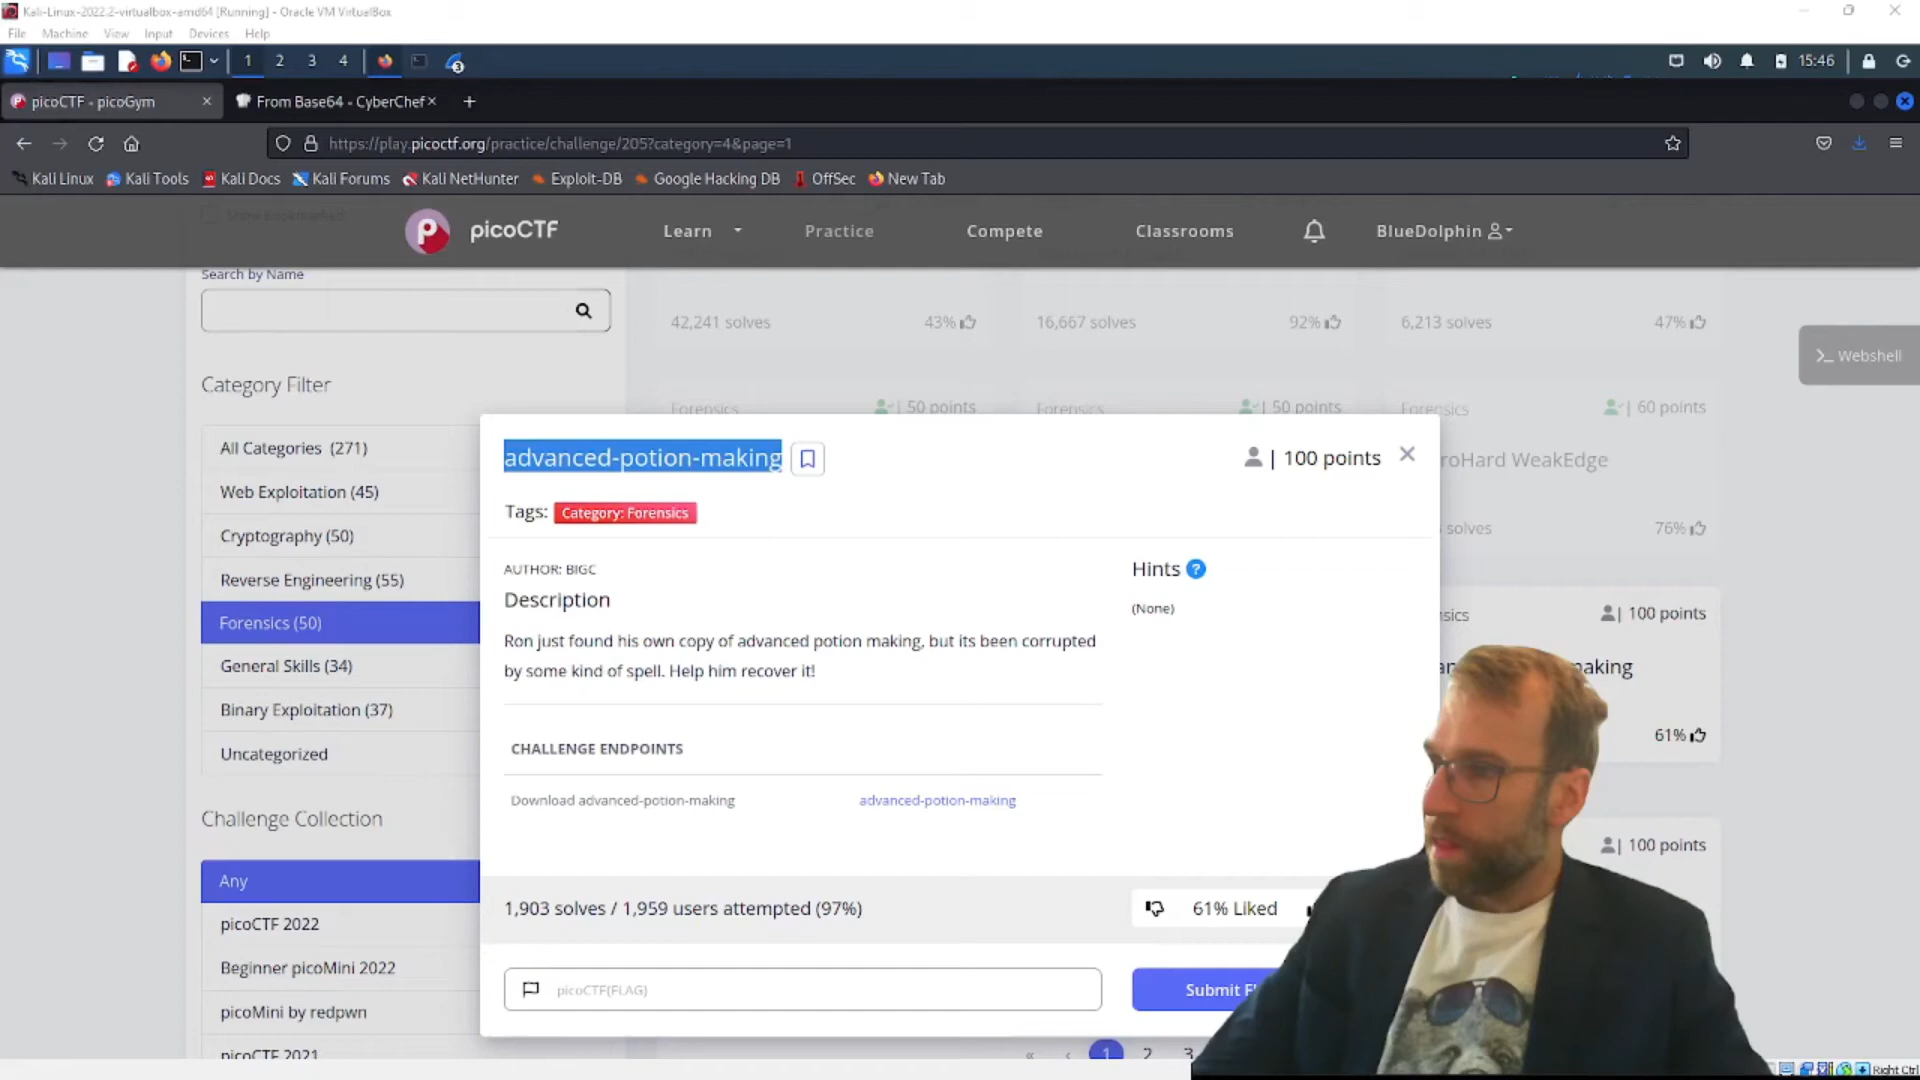 Kali-Linux-2022.2-virtualbox-amd64 [Running] - Oracle VM VirtualBox
File Machine View Input Devices Help
1 2 3 4 15:46
picoCTF - picoGym From Base64 - CyberChef
https://play.picoctf.org/practice/challenge/205?category=4&page=1
Kali Linux Kali Tools Kali Docs Kali Forums Kali NetHunter Exploit-DB Google Hacking DB OffSec New Tab
picoCTF Learn Practice Compete Classrooms BlueDolphin
Search by Name
42,241 solves 43% 16,667 solves 92% 6,213 solves 47%
Webshell
Category Filter
Forensics | 50 points Forensics | 50 points Forensics | 60 points
All Categories (271)
advanced-potion-making | 100 points roHard WeakEdge
Web Exploitation (45)
Tags: Category: Forensics
solves 76%
Cryptography (50)
AUTHOR: BIGC
Hints ?
Reverse Engineering (55)
Description
(None)
Forensics (50)
sics | 100 points
Ron just found his own copy of advanced potion making, but its been corrupted
by some kind of spell. Help him recover it!
General Skills (34)
aking
Binary Exploitation (37)
61%
CHALLENGE ENDPOINTS
Uncategorized
Download advanced-potion-making advanced-potion-making
Challenge Collection
| 100 points
Any
1,903 solves / 1,959 users attempted (97%) 61% Liked
picoCTF 2022
Beginner picoMini 2022
picoCTF{FLAG} Submit Fl
picoMini by redpwn
picoCTF 2021
« ‹ 1 2 3
Right Ctrl